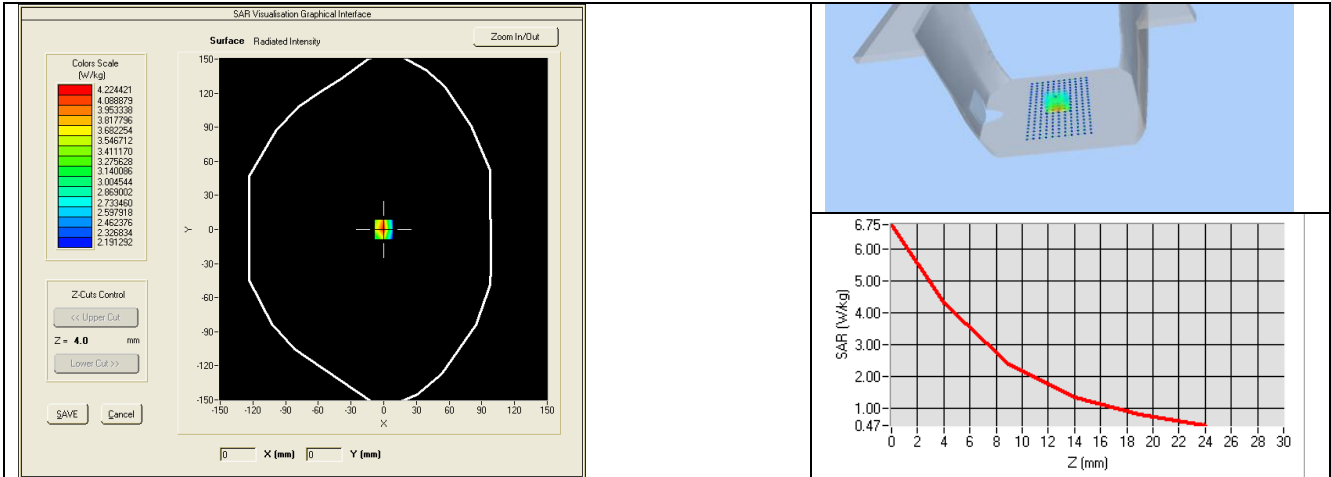 SAR Visualisation Graphical Interface
Surface Radiated Intensity
Zoom In/Out
Colors Scale
(W/kg)
4.224421
4.088879
3.953338
3.817796
3.682254
3.546712
3.411170
3.275628
3.140086
3.004544
2.869002
2.733460
2.597918
2.462376
2.326834
2.191292
Z-Cuts Control
<< Upper Cut
Z = 4.0 mm
Lower Cut >>
SAVE Cancel
150-
120-
90-
60-
30-
0-
-30-
-60-
-90-
-120-
-150-
Y
-150 -120 -90 -60 -30 0 30 60 90 120 150
X
0 X (mm) 0 Y (mm)
6.75-
6.00-
5.00-
4.00-
3.00-
2.00-
1.00-
0.47-
SAR (W/kg)
0 2 4 6 8 10 12 14 16 18 20 22 24 26 28 30
Z (mm)